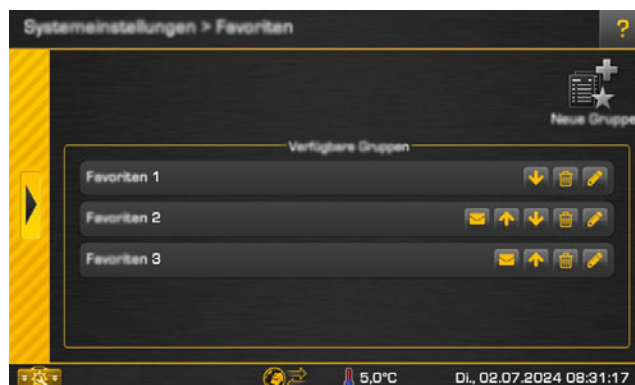 Systemeinstellungen > Favoriten
?
Neue Gruppe
Verfügbare Gruppen
Favoriten 1
Favoriten 2
Favoriten 3
5,0°C
Di., 02.07.2024 08:31:17